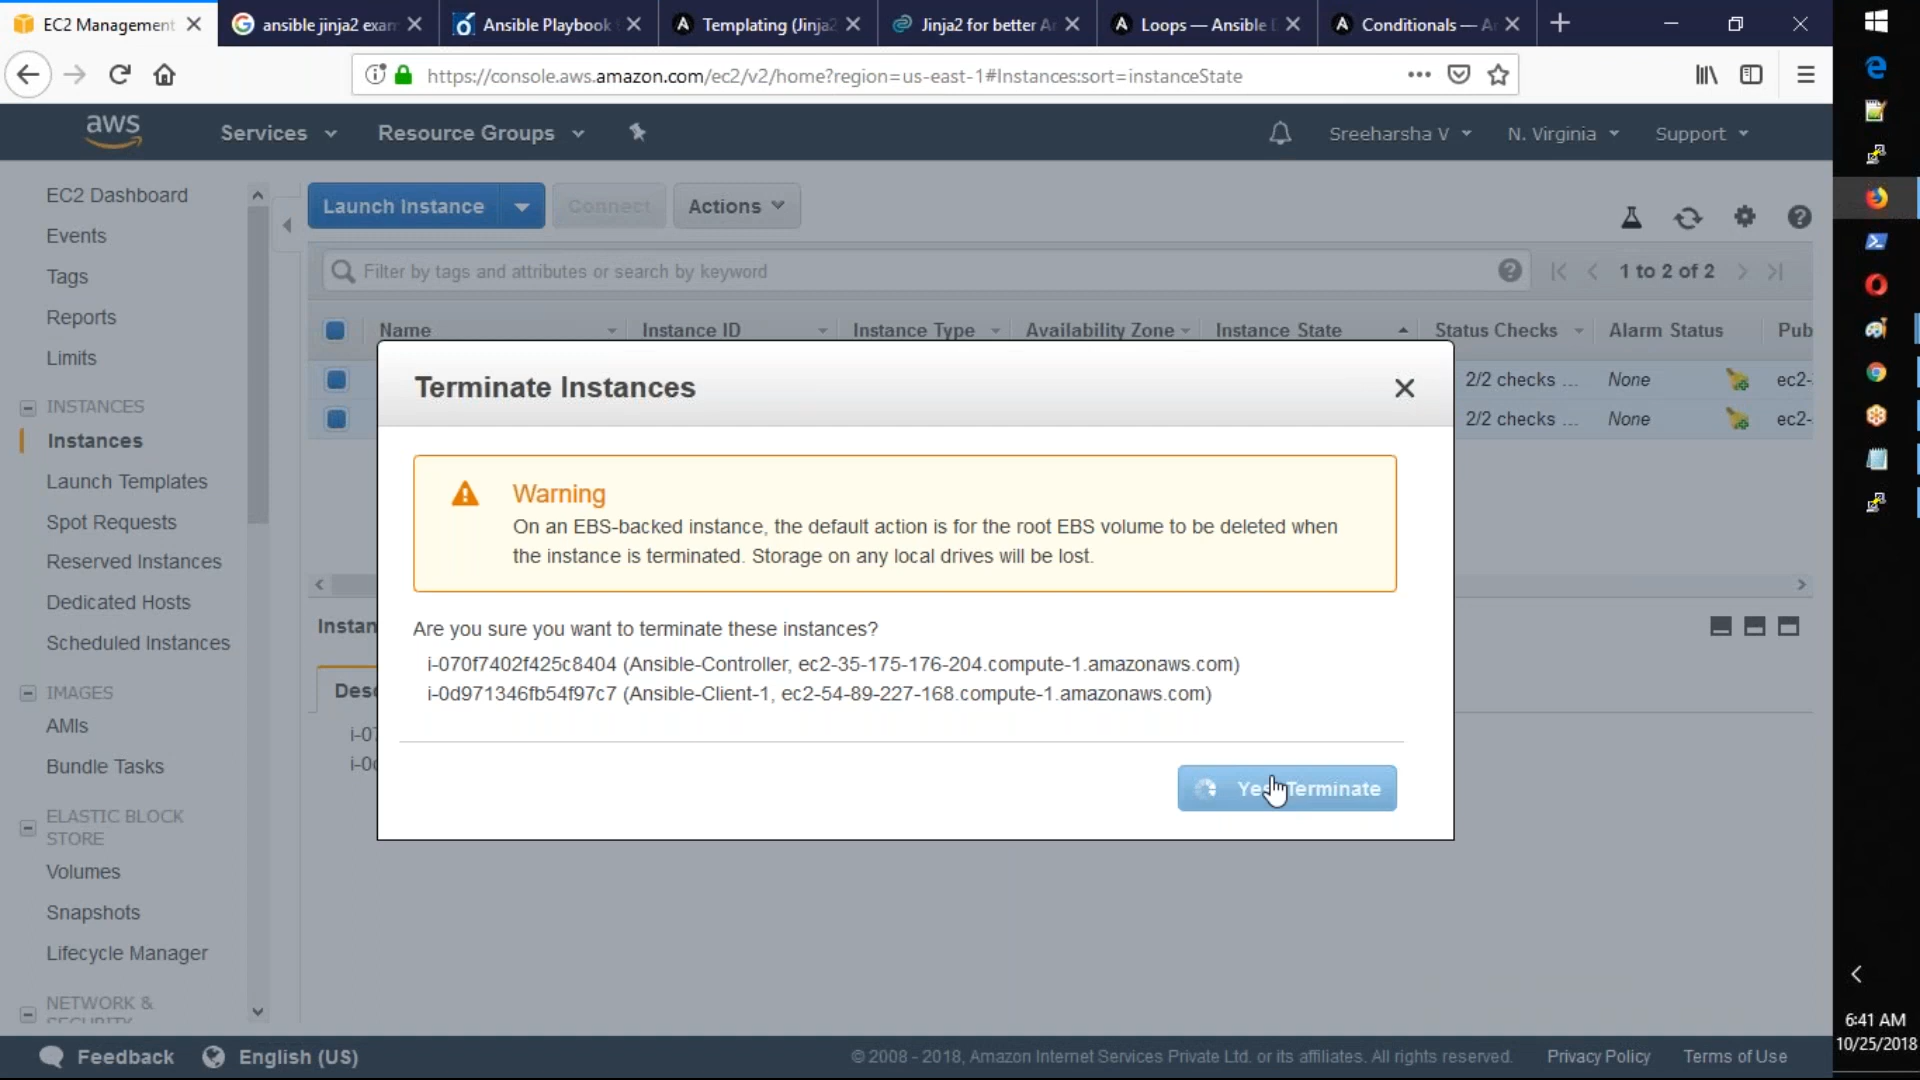 EC2 Management
ansible jinja2 exam
Ansible Playbook
Templating (Jinja2
Jinja2 for better An
Loops — Ansible D
Conditionals — An
https://console.aws.amazon.com/ec2/v2/home?region=us-east-1#Instances:sort=instanceState
aws
Services
Resource Groups
Sreeharsha V
N. Virginia
Support
EC2 Dashboard
Events
Tags
Reports
Limits
INSTANCES
Instances
Launch Templates
Spot Requests
Reserved Instances
Dedicated Hosts
Scheduled Instances
IMAGES
AMIs
Bundle Tasks
ELASTIC BLOCK
STORE
Volumes
Snapshots
Lifecycle Manager
NETWORK &
SECURITY
Launch Instance
Connect
Actions
Filter by tags and attributes or search by keyword
1 to 2 of 2
Name
Instance ID
Instance Type
Availability Zone
Instance State
Status Checks
Alarm Status
Pub
2/2 checks ...
None
ec2-
2/2 checks ...
None
ec2-
Instan
Desc
i-07
i-0d
Terminate Instances
Warning
On an EBS-backed instance, the default action is for the root EBS volume to be deleted when
the instance is terminated. Storage on any local drives will be lost.
Are you sure you want to terminate these instances?
i-070f7402f425c8404 (Ansible-Controller, ec2-35-175-176-204.compute-1.amazonaws.com)
i-0d971346fb54f97c7 (Ansible-Client-1, ec2-54-89-227-168.compute-1.amazonaws.com)
Yes, Terminate
Feedback
English (US)
© 2008 - 2018, Amazon Internet Services Private Ltd. or its affiliates. All rights reserved.
Privacy Policy
Terms of Use
6:41 AM
10/25/2018